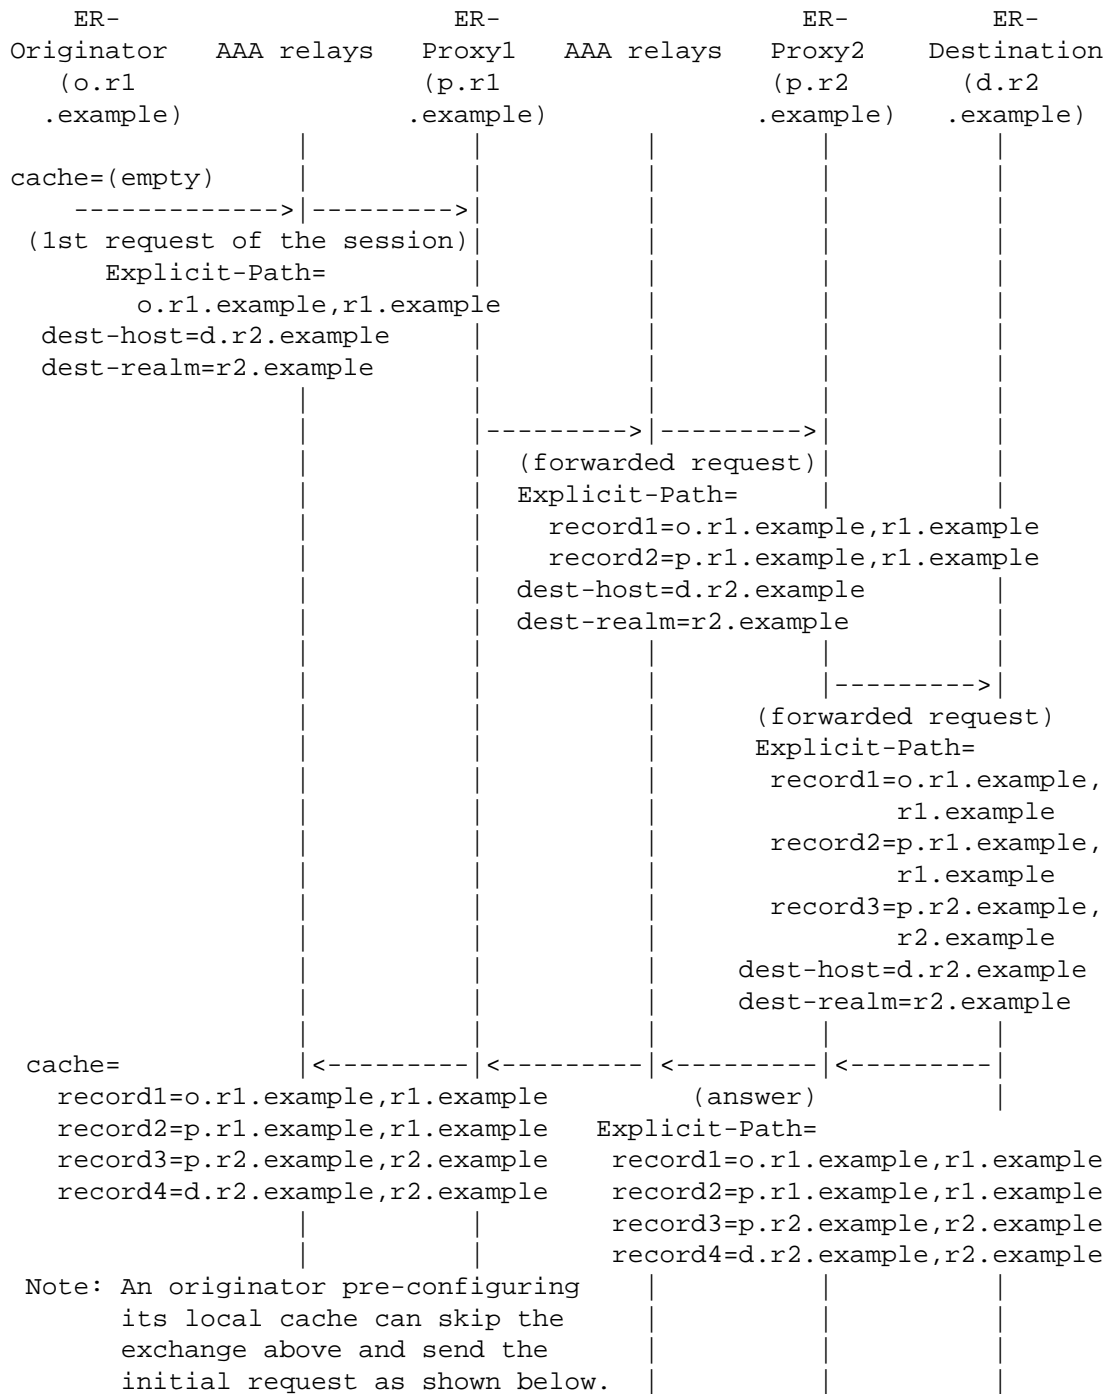 ER-                      ER-                   ER-         ER-
Originator   AAA relays    Proxy1   AAA relays   Proxy2   Destination
   (o.r1                   (p.r1                 (p.r2      (d.r2
  .example)              .example)             .example)   .example)
                  |          |          |          |          |
cache=(empty)     |          |          |          |          |
    ------------->|--------->|          |          |          |
 (1st request of the session)|          |          |          |
      Explicit-Path=         |          |          |          |
        o.r1.example,r1.example         |          |          |
  dest-host=d.r2.example     |          |          |          |
  dest-realm=r2.example      |          |          |          |
                  |          |          |          |          |
                  |          |--------->|--------->|          |
                  |          |  (forwarded request)|          |
                  |          |  Explicit-Path=     |          |
                  |          |    record1=o.r1.example,r1.example
                  |          |    record2=p.r1.example,r1.example
                  |          |  dest-host=d.r2.example        |
                  |          |  dest-realm=r2.example         |
                  |          |          |          |          |
                  |          |          |          |--------->|
                  |          |          |      (forwarded request)
                  |          |          |      Explicit-Path=
                  |          |          |       record1=o.r1.example,
                  |          |          |               r1.example
                  |          |          |       record2=p.r1.example,
                  |          |          |               r1.example
                  |          |          |       record3=p.r2.example,
                  |          |          |               r2.example
                  |          |          |     dest-host=d.r2.example
                  |          |          |     dest-realm=r2.example
                  |          |          |          |          |
 cache=           |<---------|<---------|<---------|<---------|
   record1=o.r1.example,r1.example         (answer)           |
   record2=p.r1.example,r1.example   Explicit-Path=
   record3=p.r2.example,r2.example    record1=o.r1.example,r1.example
   record4=d.r2.example,r2.example    record2=p.r1.example,r1.example
                  |          |        record3=p.r2.example,r2.example
                  |          |        record4=d.r2.example,r2.example
 Note: An originator pre-configuring    |          |          |
       its local cache can skip the     |          |          |
       exchange above and send the      |          |          |
       initial request as shown below.  |          |          |